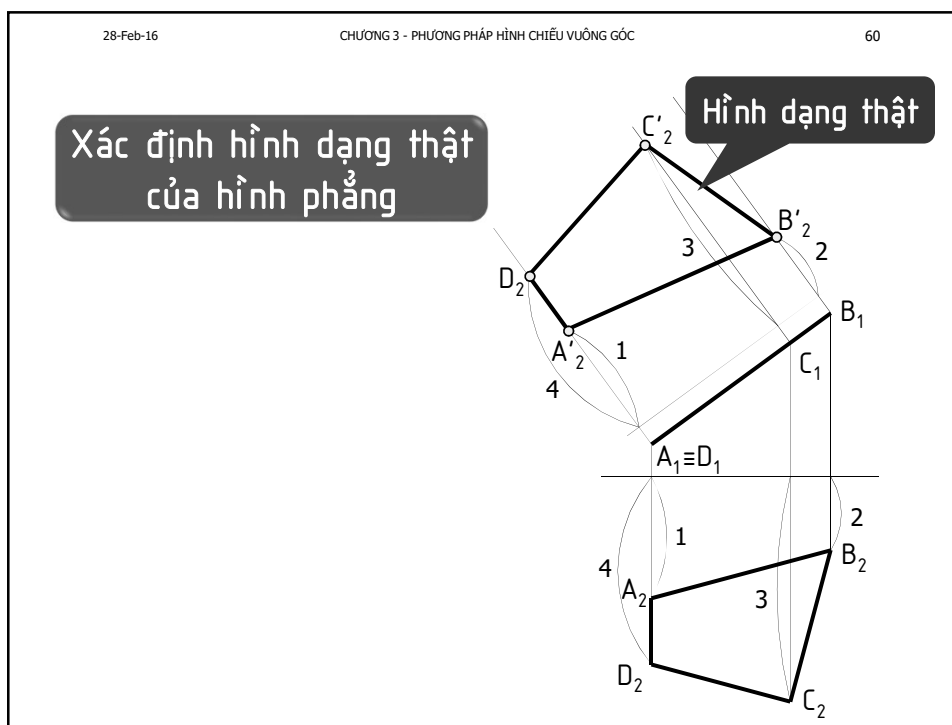 28-Feb-16 CHƯƠNG 3 - PHƯƠNG PHÁP HÌNH CHIẾU VUÔNG GÓC 60
Xác định hình dạng thật
của hình phẳng
Hình dạng thật
C'₂
B'₂
3
2
D₂
B₁
A'₂
1
C₁
4
A₁≡D₁
2
1
4
B₂
A₂
3
D₂
C₂